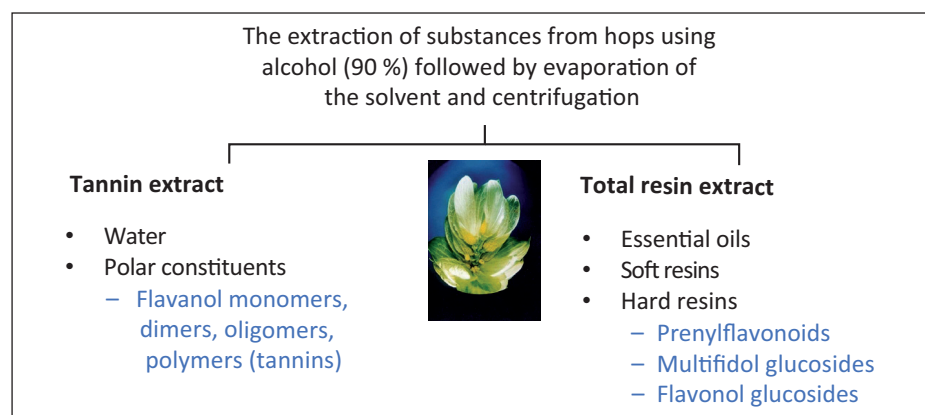 The extraction of substances from hops using
alcohol (90 %) followed by evaporation of
the solvent and centrifugation
Tannin extract
• Water
• Polar constituents
– Flavanol monomers,
dimers, oligomers,
polymers (tannins)
Total resin extract
• Essential oils
• Soft resins
• Hard resins
– Prenylflavonoids
– Multifidol glucosides
– Flavonol glucosides